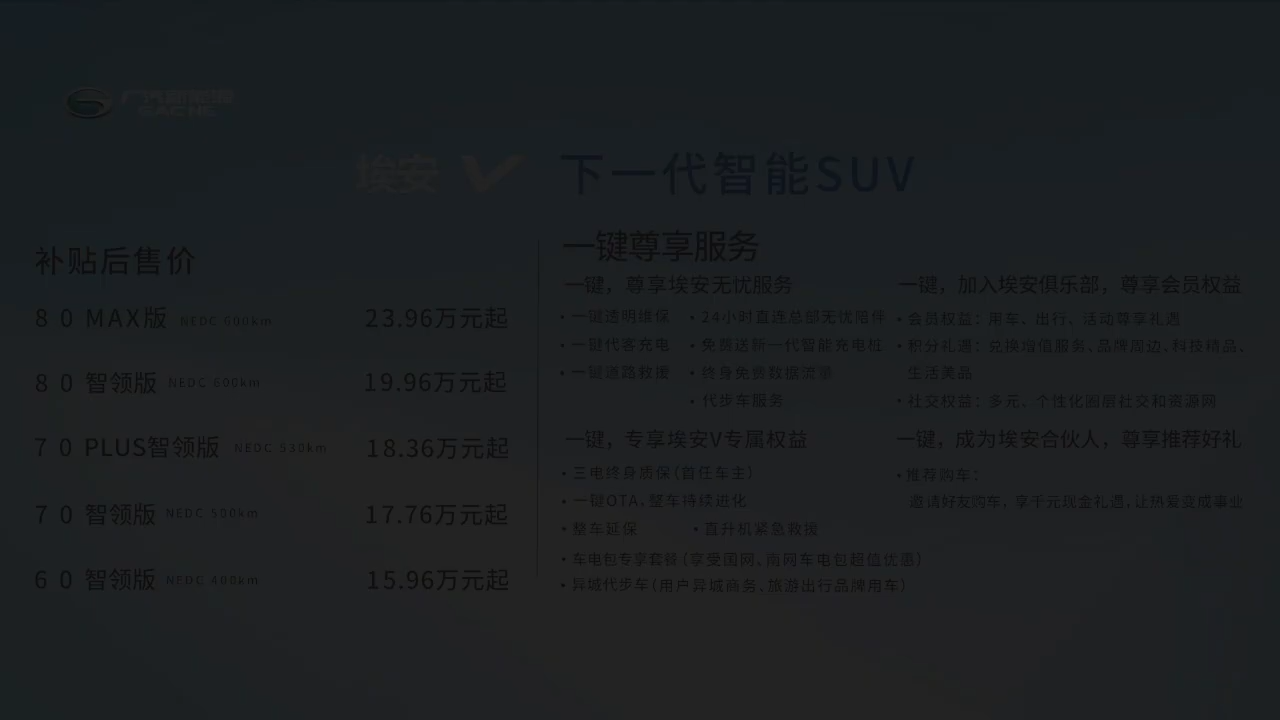 广汽新能源
GAC NE
埃安 V 下一代智能SUV
补贴后售价
80 MAX版 NEDC 600km 23.96万元起
80 智领版 NEDC 600km 19.96万元起
70 PLUS智领版 NEDC 530km 18.36万元起
70 智领版 NEDC 500km 17.76万元起
60 智领版 NEDC 400km 15.96万元起
一键尊享服务
一键，尊享埃安无忧服务
• 一键透明维保 • 24小时直连总部无忧陪伴
• 一键代客充电 • 免费送新一代智能充电桩
• 一键道路救援 • 终身免费数据流量
• 代步车服务
一键，专享埃安V专属权益
• 三电终身质保(首任车主)
• 一键OTA,整车持续进化
• 整车延保 • 直升机紧急救援
• 车电包专享套餐(享受国网、南网车电包超值优惠)
• 异城代步车(用户异城商务、旅游出行品牌用车)
一键，加入埃安俱乐部，尊享会员权益
• 会员权益：用车、出行、活动尊享礼遇
• 积分礼遇：兑换增值服务、品牌周边、科技精品、
生活美品
• 社交权益：多元、个性化圈层社交和资源网
一键，成为埃安合伙人，尊享推荐好礼
• 推荐购车：
邀请好友购车，享千元现金礼遇,让热爱变成事业